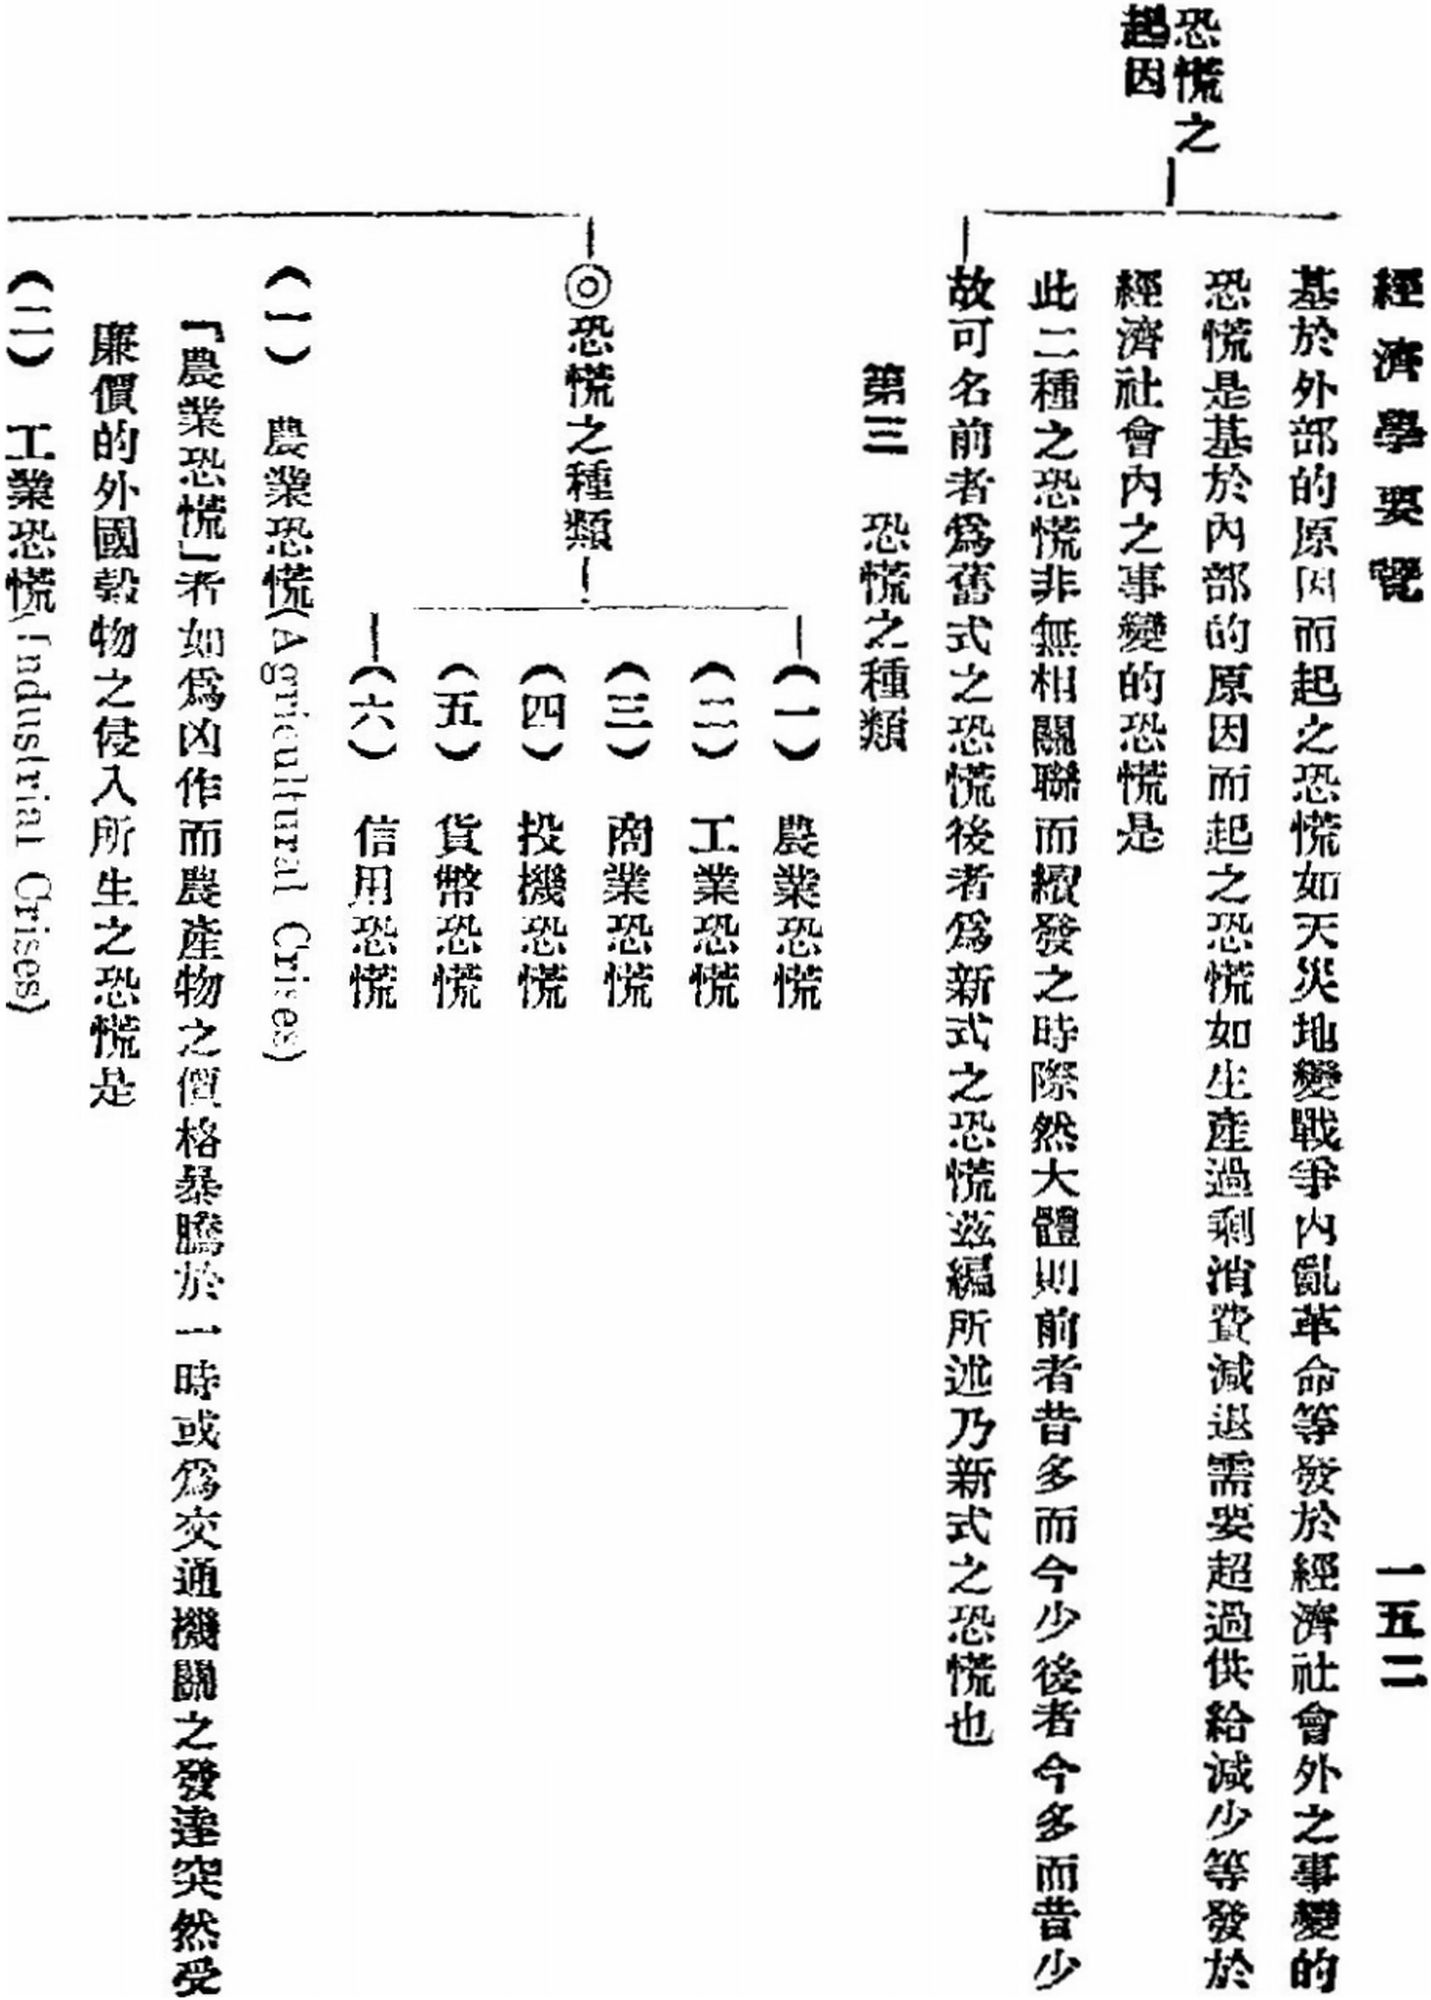 經濟學要覽
一五二
恐慌之
起因
基於外部的原因而起之恐慌如天災地變戰爭內亂革命等發於經濟社會外之事變的
恐慌是基於內部的原因而起之恐慌如生產過剩消費減退需要超過供給減少等發於
經濟社會內之事變的恐慌是
此二種之恐慌非無相關聯而續發之時際然大體則前者昔多而今少後者今多而昔少
故可名前者爲舊式之恐慌後者爲新式之恐慌茲編所述乃新式之恐慌也
第三 恐慌之種類
◎恐慌之種類
(一) 農業恐慌
(二) 工業恐慌
(三) 商業恐慌
(四) 投機恐慌
(五) 貨幣恐慌
(六) 信用恐慌
(一) 農業恐慌(Agricultural Crises)
「農業恐慌」者如爲凶作而農產物之價格暴騰於一時或爲交通機關之發達突然受
廉價的外國穀物之侵入所生之恐慌是
(二) 工業恐慌(Industrial Crises)